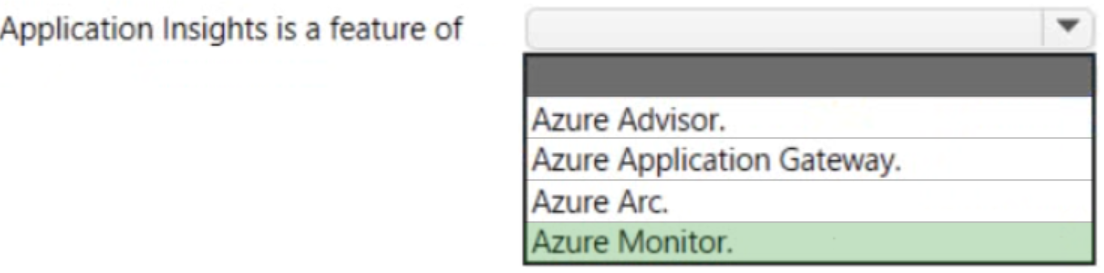 Application Insights is a feature of
Azure Advisor.
Azure Application Gateway.
Azure Arc.
Azure Monitor.